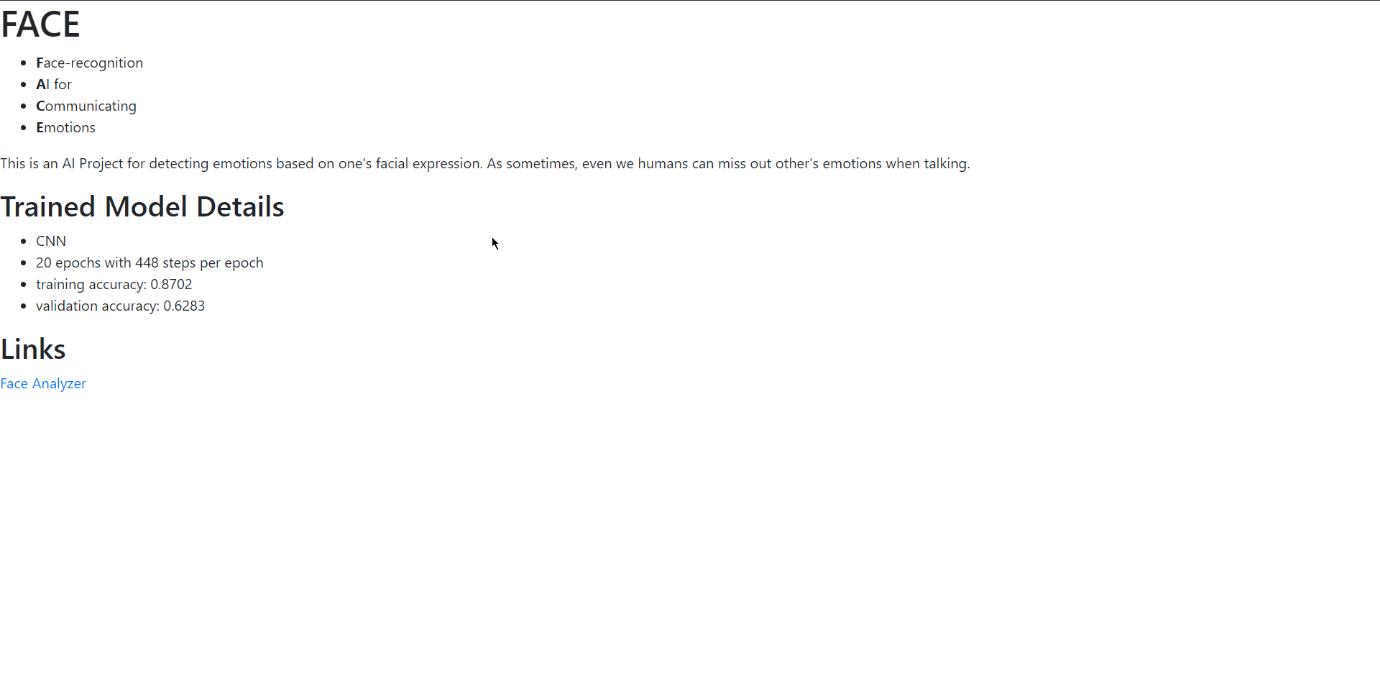 FACE
Face-recognition
AI for
Communicating
Emotions
This is an AI Project for detecting emotions based on one's facial expression. As sometimes, even we humans can miss out other's emotions when talking.
Trained Model Details
CNN
20 epochs with 448 steps per epoch
training accuracy: 0.8702
validation accuracy: 0.6283
Links
Face Analyzer